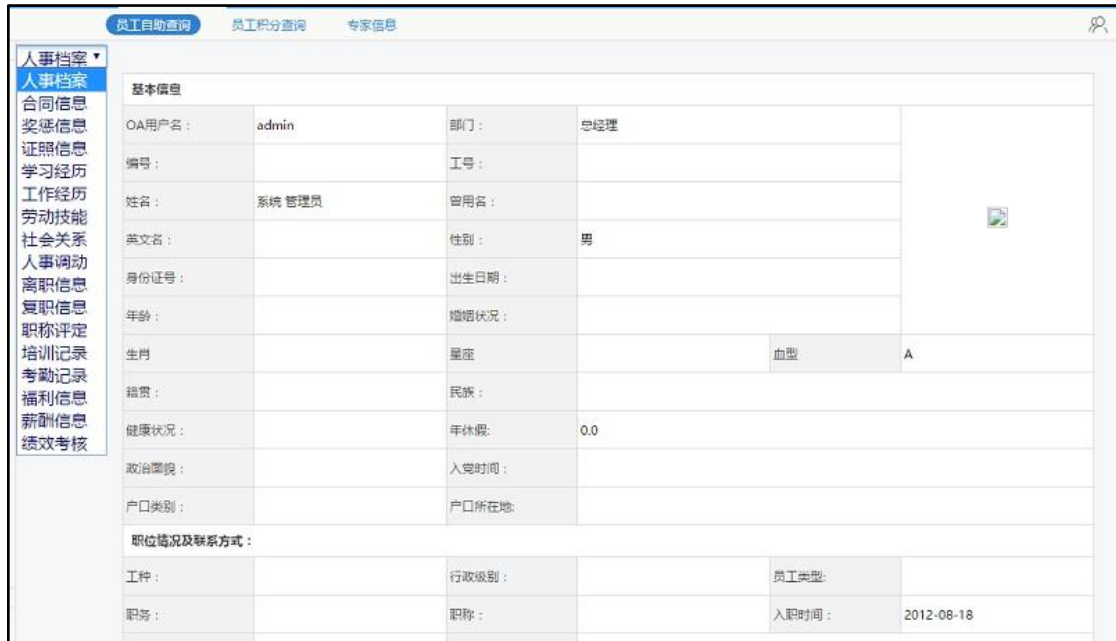 员工自助查询 员工积分查询 专家信息
人事档案
人事档案
合同信息
奖惩信息
证照信息
学习经历
工作经历
劳动技能
社会关系
人事调动
离职信息
复职信息
职称评定
培训记录
考勤记录
福利信息
薪酬信息
绩效考核
基本信息
OA用户名： admin 部门： 总经理
编号： 工号：
姓名： 系统 管理员 曾用名：
英文名： 性别： 男
身份证号： 出生日期：
年龄： 婚姻状况：
生肖 星座 血型 A
籍贯： 民族：
健康状况： 年休假: 0.0
政治面貌： 入党时间：
户口类别： 户口所在地:
职位情况及联系方式：
工种： 行政级别： 员工类型:
职务： 职称： 入职时间： 2012-08-18